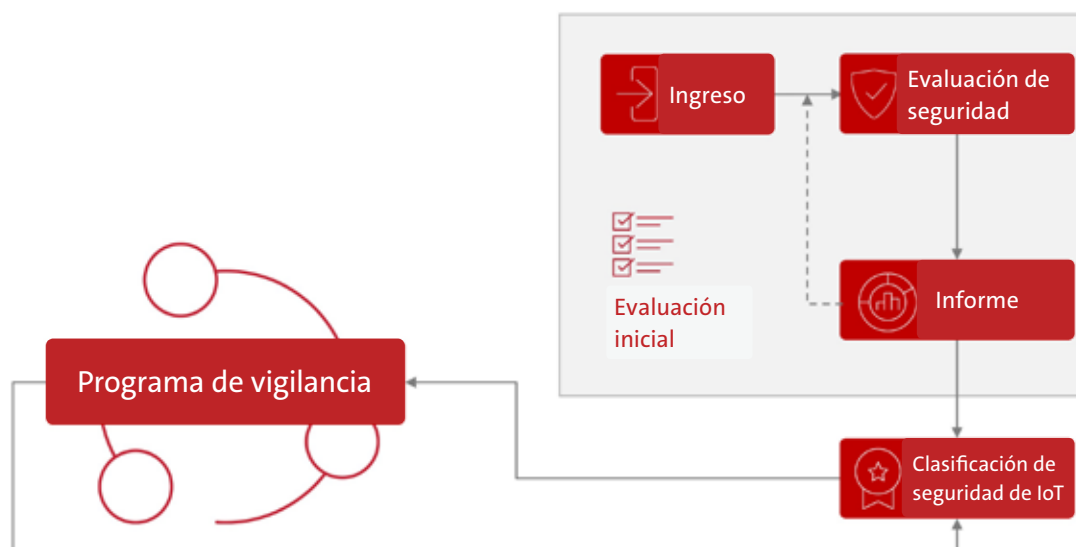 Ingreso
Evaluación de
seguridad
Evaluación
inicial
Informe
Programa de vigilancia
Clasificación de
seguridad de IoT